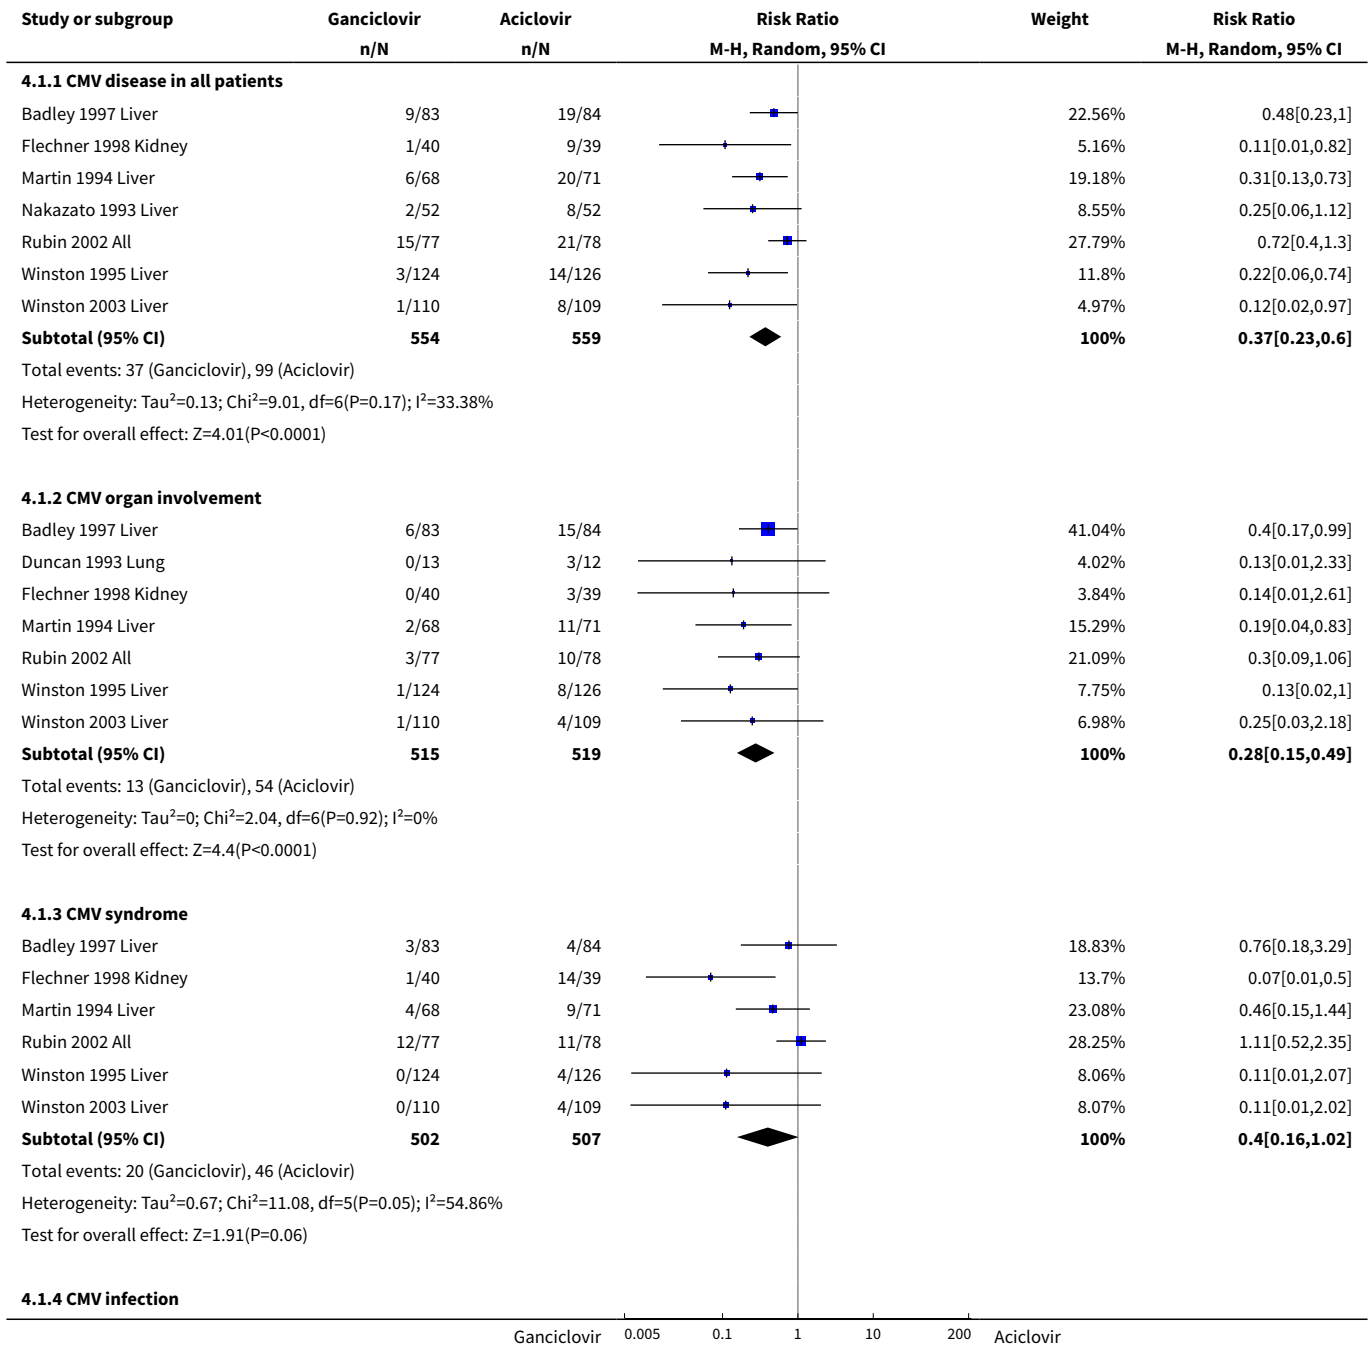 Study or subgroup Ganciclovir Aciclovir Risk Ratio Weight Risk Ratio
n/N n/N M-H, Random, 95% CI M-H, Random, 95% CI
4.1.1 CMV disease in all patients
Badley 1997 Liver 9/83 19/84 22.56% 0.48[0.23,1]
Flechner 1998 Kidney 1/40 9/39 5.16% 0.11[0.01,0.82]
Martin 1994 Liver 6/68 20/71 19.18% 0.31[0.13,0.73]
Nakazato 1993 Liver 2/52 8/52 8.55% 0.25[0.06,1.12]
Rubin 2002 All 15/77 21/78 27.79% 0.72[0.4,1.3]
Winston 1995 Liver 3/124 14/126 11.8% 0.22[0.06,0.74]
Winston 2003 Liver 1/110 8/109 4.97% 0.12[0.02,0.97]
Subtotal (95% CI) 554 559 100% 0.37[0.23,0.6]
Total events: 37 (Ganciclovir), 99 (Aciclovir)
Heterogeneity: Tau²=0.13; Chi²=9.01, df=6(P=0.17); I²=33.38%
Test for overall effect: Z=4.01(P<0.0001)
4.1.2 CMV organ involvement
Badley 1997 Liver 6/83 15/84 41.04% 0.4[0.17,0.99]
Duncan 1993 Lung 0/13 3/12 4.02% 0.13[0.01,2.33]
Flechner 1998 Kidney 0/40 3/39 3.84% 0.14[0.01,2.61]
Martin 1994 Liver 2/68 11/71 15.29% 0.19[0.04,0.83]
Rubin 2002 All 3/77 10/78 21.09% 0.3[0.09,1.06]
Winston 1995 Liver 1/124 8/126 7.75% 0.13[0.02,1]
Winston 2003 Liver 1/110 4/109 6.98% 0.25[0.03,2.18]
Subtotal (95% CI) 515 519 100% 0.28[0.15,0.49]
Total events: 13 (Ganciclovir), 54 (Aciclovir)
Heterogeneity: Tau²=0; Chi²=2.04, df=6(P=0.92); I²=0%
Test for overall effect: Z=4.4(P<0.0001)
4.1.3 CMV syndrome
Badley 1997 Liver 3/83 4/84 18.83% 0.76[0.18,3.29]
Flechner 1998 Kidney 1/40 14/39 13.7% 0.07[0.01,0.5]
Martin 1994 Liver 4/68 9/71 23.08% 0.46[0.15,1.44]
Rubin 2002 All 12/77 11/78 28.25% 1.11[0.52,2.35]
Winston 1995 Liver 0/124 4/126 8.06% 0.11[0.01,2.07]
Winston 2003 Liver 0/110 4/109 8.07% 0.11[0.01,2.02]
Subtotal (95% CI) 502 507 100% 0.4[0.16,1.02]
Total events: 20 (Ganciclovir), 46 (Aciclovir)
Heterogeneity: Tau²=0.67; Chi²=11.08, df=5(P=0.05); I²=54.86%
Test for overall effect: Z=1.91(P=0.06)
4.1.4 CMV infection
Ganciclovir 0.005 0.1 1 10 200 Aciclovir